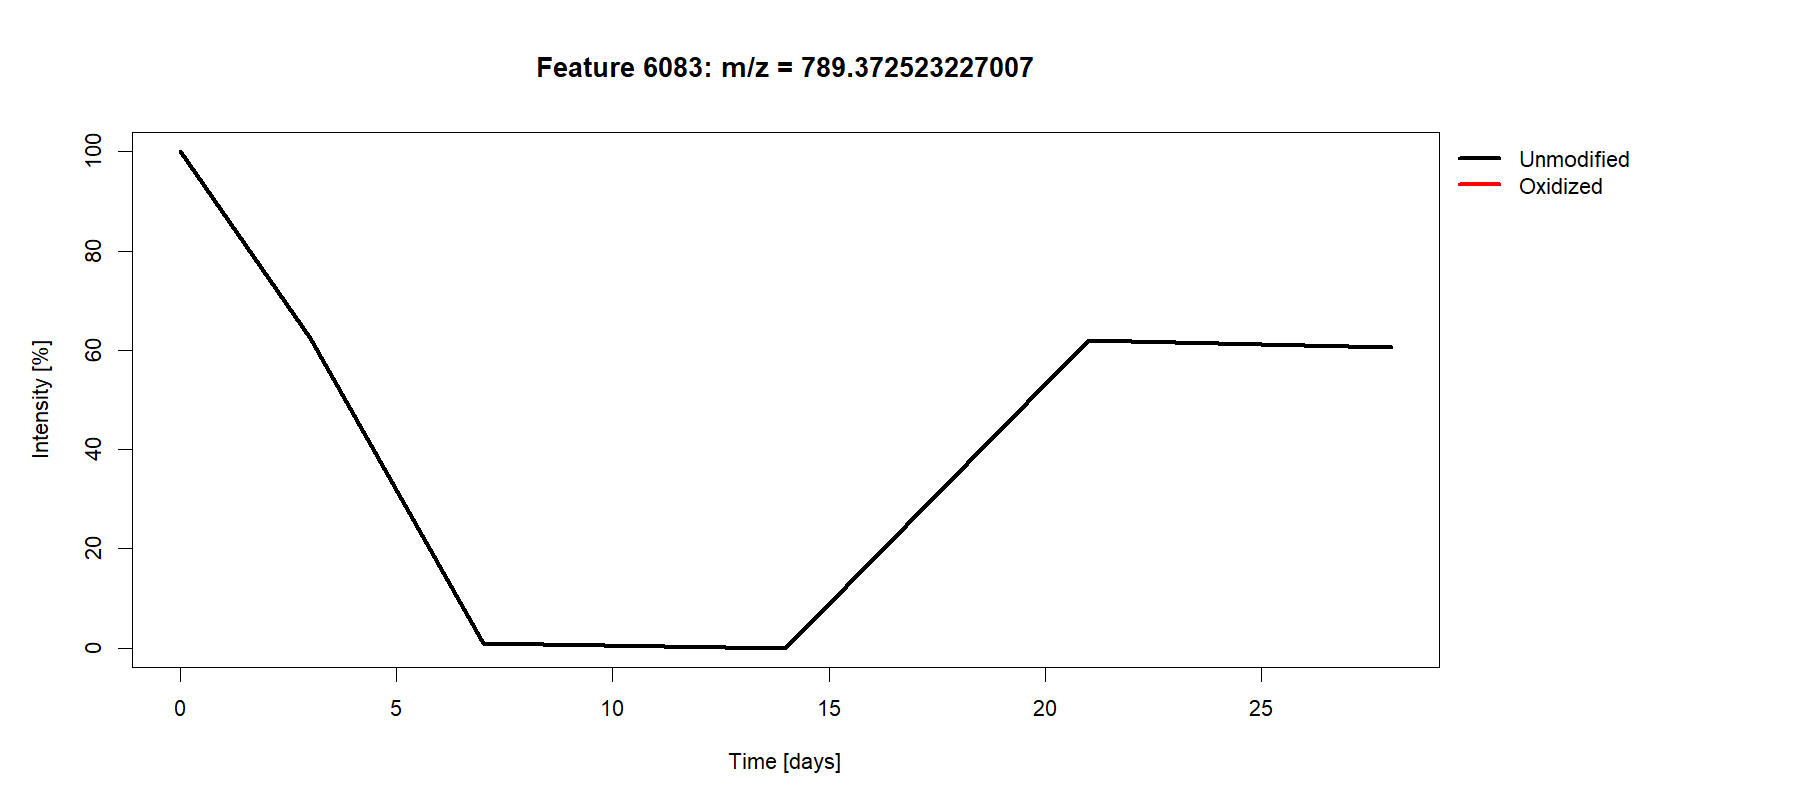 Feature 6083: m/z = 789.372523227007
Unmodified
Oxidized
Intensity [%]
100
80
60
40
20
0
0 5 10 15 20 25
Time [days]